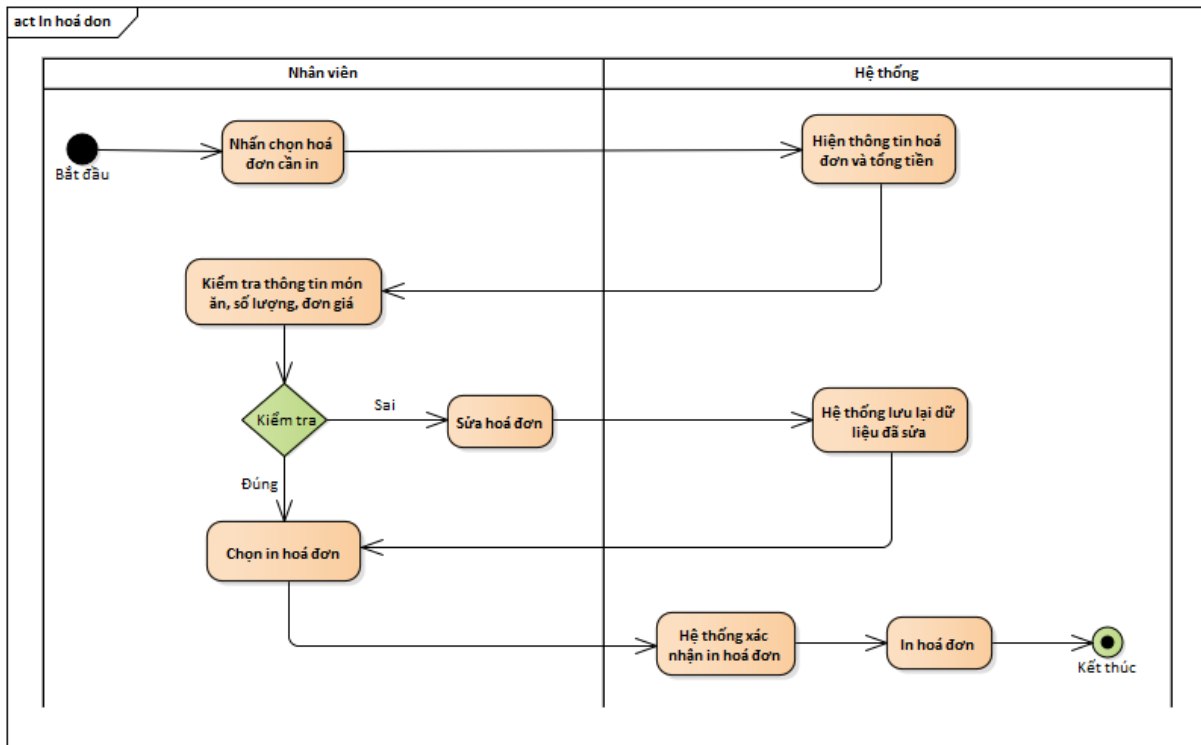 act In hoá don
Nhân viên
Hệ thống
Bắt đầu
Nhấn chọn hoá
đơn cần in
Hiện thông tin hoá
đơn và tổng tiền
Kiểm tra thông tin món
ăn, số lượng, đơn giá
Kiểm tra
Sai
Sửa hoá đơn
Hệ thống lưu lại dữ
liệu đã sửa
Đúng
Chọn in hoá đơn
Hệ thống xác
nhận in hoá đơn
In hoá đơn
Kết thúc